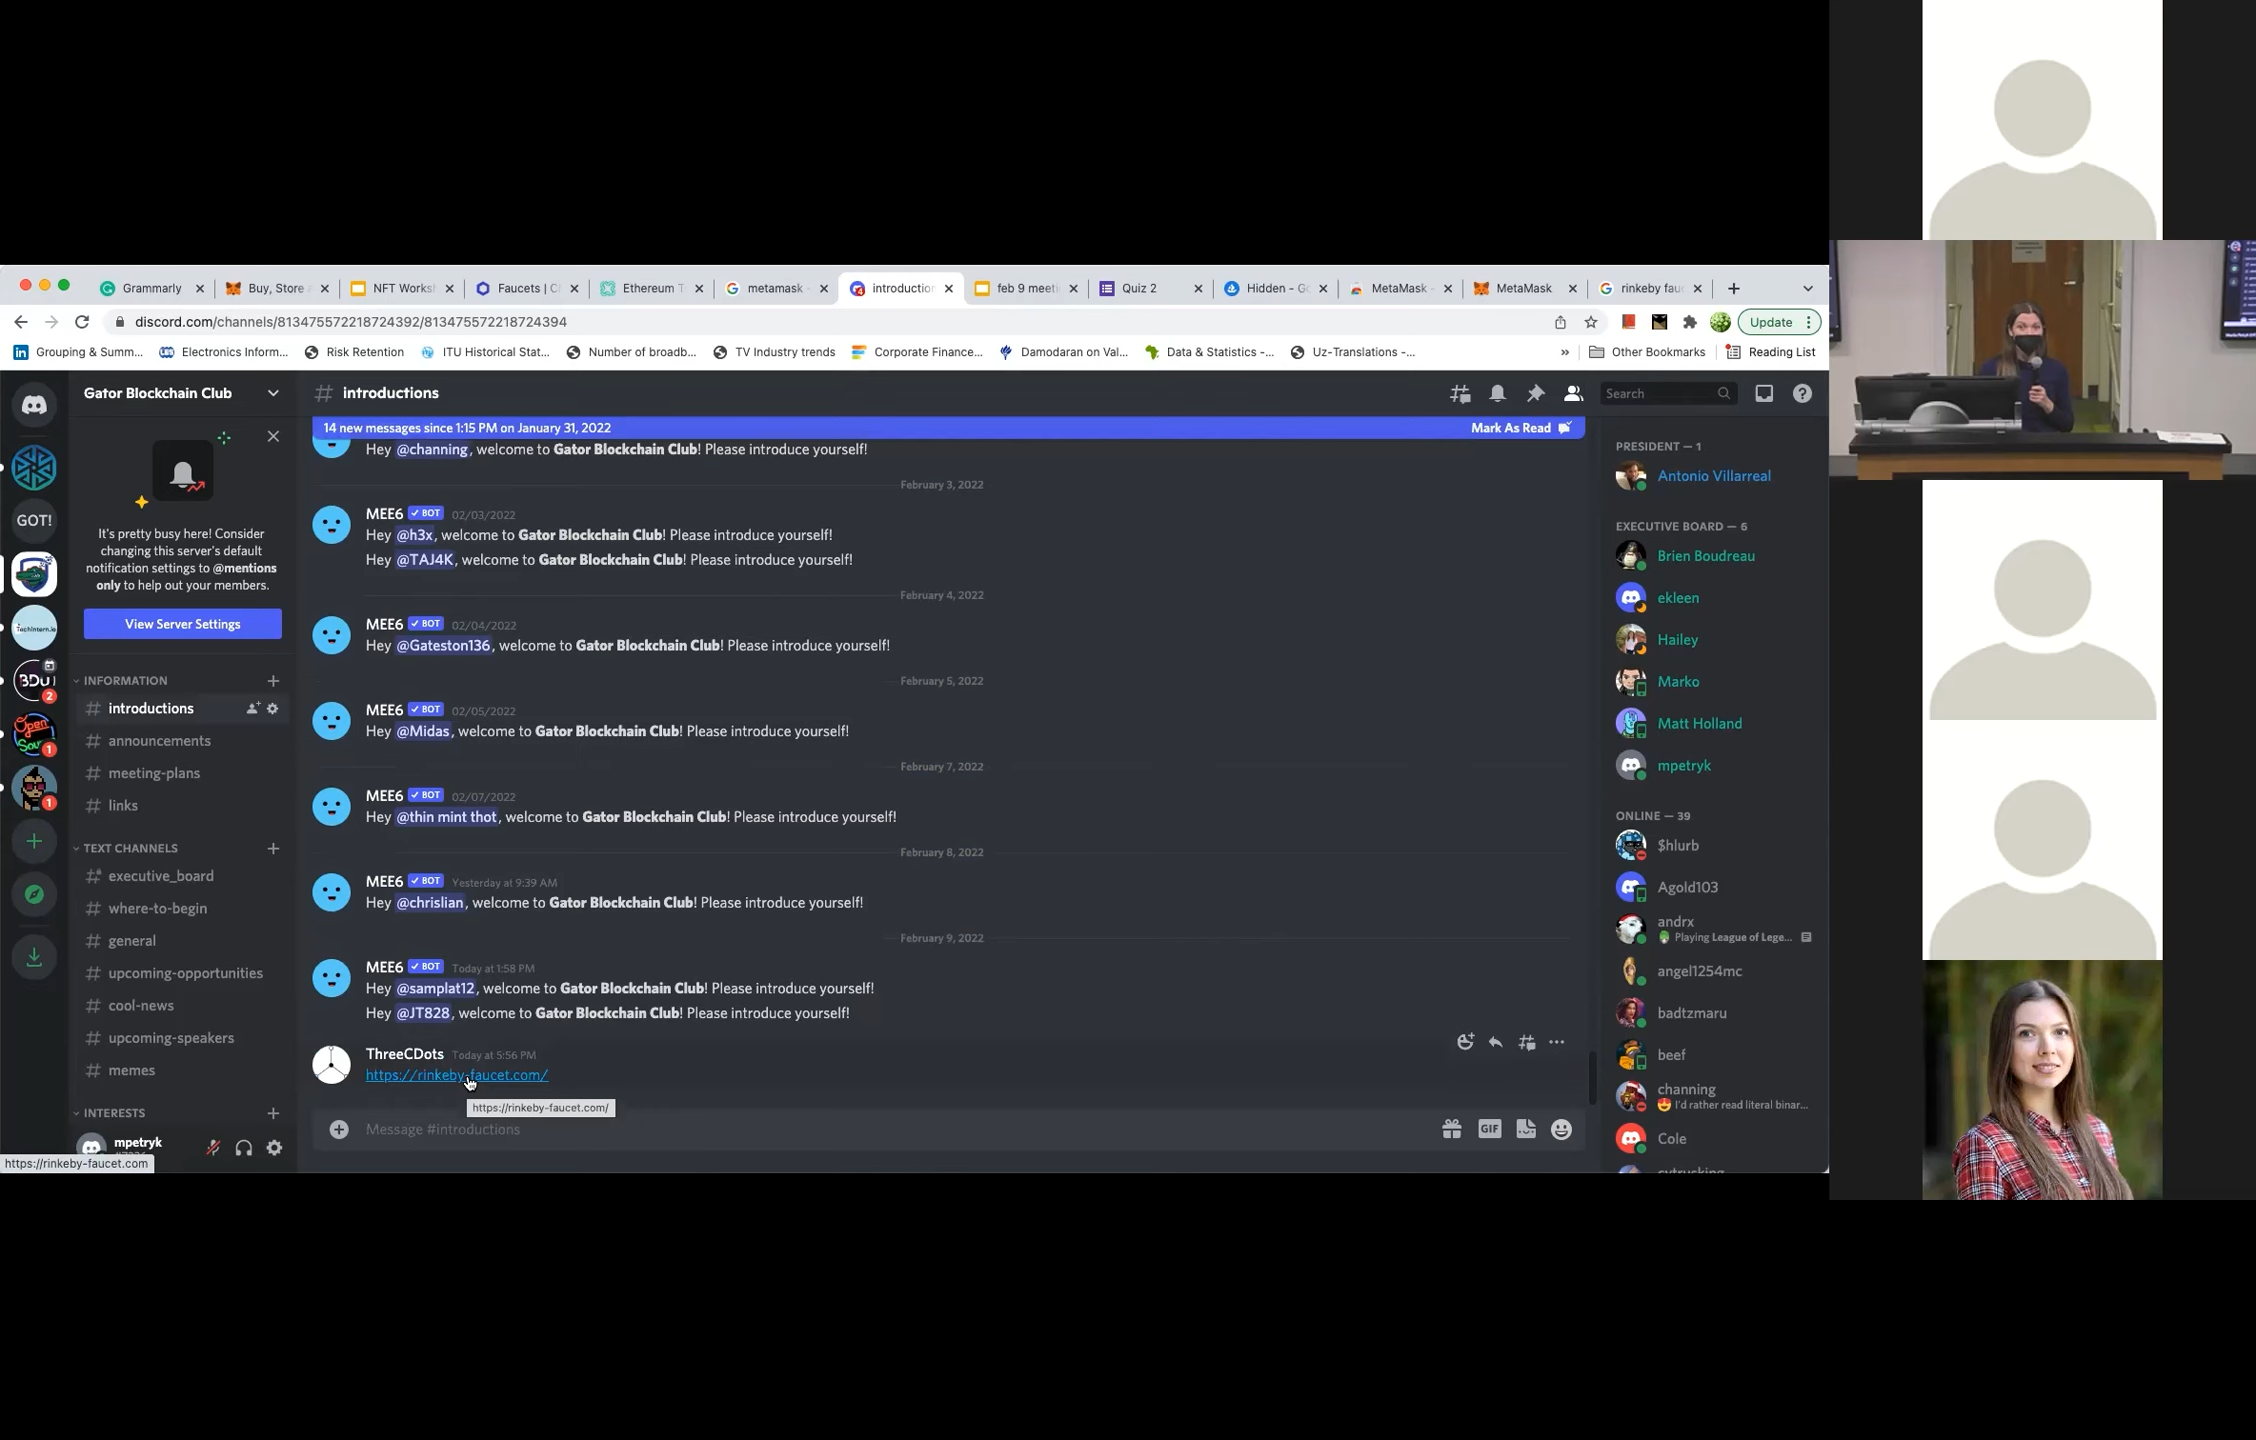 Grammarly
Buy, Store a
NFT Worksh
Faucets | C
Ethereum T
metamask -
introduction
feb 9 meeti
Quiz 2
Hidden - Go
MetaMask -
MetaMask
rinkeby fau
discord.com/channels/813475572218724392/813475572218724394
Update
Grouping & Summ...
Electronics Inform...
Risk Retention
ITU Historical Stat...
Number of broadb...
TV Industry trends
Corporate Finance...
Damodaran on Val...
Data & Statistics -...
Uz-Translations -...
»
Other Bookmarks
Reading List
Gator Blockchain Club
It's pretty busy here! Consider
changing this server's default
notification settings to @mentions
only to help out your members.
View Server Settings
GOT!
TechIntern.io
BDU
2
Open
Sou
1
1
INFORMATION
introductions
announcements
meeting-plans
links
TEXT CHANNELS
executive_board
where-to-begin
general
upcoming-opportunities
cool-news
upcoming-speakers
memes
INTERESTS
mpetryk
https://rinkeby-faucet.com
# introductions
Search
14 new messages since 1:15 PM on January 31, 2022
Mark As Read
Hey @channing, welcome to Gator Blockchain Club! Please introduce yourself!
February 3, 2022
MEE6 ✓ BOT 02/03/2022
Hey @h3x, welcome to Gator Blockchain Club! Please introduce yourself!
Hey @TAJ4K, welcome to Gator Blockchain Club! Please introduce yourself!
February 4, 2022
MEE6 ✓ BOT 02/04/2022
Hey @Gateston136, welcome to Gator Blockchain Club! Please introduce yourself!
February 5, 2022
MEE6 ✓ BOT 02/05/2022
Hey @Midas, welcome to Gator Blockchain Club! Please introduce yourself!
February 7, 2022
MEE6 ✓ BOT 02/07/2022
Hey @thin mint thot, welcome to Gator Blockchain Club! Please introduce yourself!
February 8, 2022
MEE6 ✓ BOT Yesterday at 9:39 AM
Hey @chrislian, welcome to Gator Blockchain Club! Please introduce yourself!
February 9, 2022
MEE6 ✓ BOT Today at 1:58 PM
Hey @samplat12, welcome to Gator Blockchain Club! Please introduce yourself!
Hey @JT828, welcome to Gator Blockchain Club! Please introduce yourself!
ThreeCDots Today at 5:56 PM
https://rinkeby-faucet.com/
https://rinkeby-faucet.com/
Message #introductions
GIF
PRESIDENT — 1
Antonio Villarreal
EXECUTIVE BOARD — 6
Brien Boudreau
ekleen
Hailey
Marko
Matt Holland
mpetryk
ONLINE — 39
$hlurb
Agold103
andrx
Playing League of Lege...
angel1254mc
badtzmaru
beef
channing
I'd rather read literal binar...
Cole